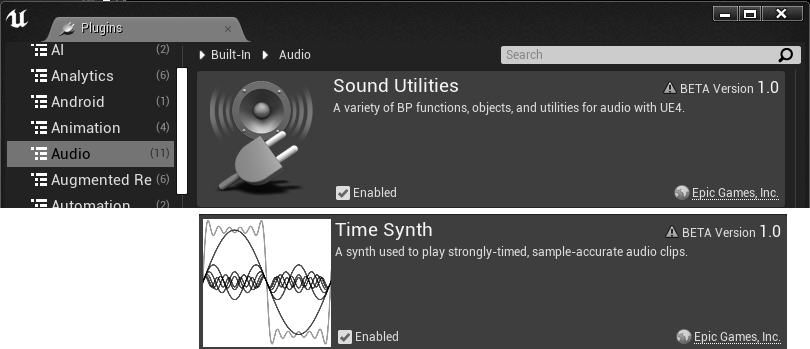 Plugins
AI (2)
Analytics (6)
Android (1)
Animation (4)
Audio (11)
Augmented Re (6)
Automation (2)
Built-In Audio
Search
Sound Utilities
BETA Version 1.0
A variety of BP functions, objects, and utilities for audio with UE4.
Enabled
Epic Games, Inc.
Time Synth
BETA Version 1.0
A synth used to play strongly-timed, sample-accurate audio clips.
Enabled
Epic Games, Inc.